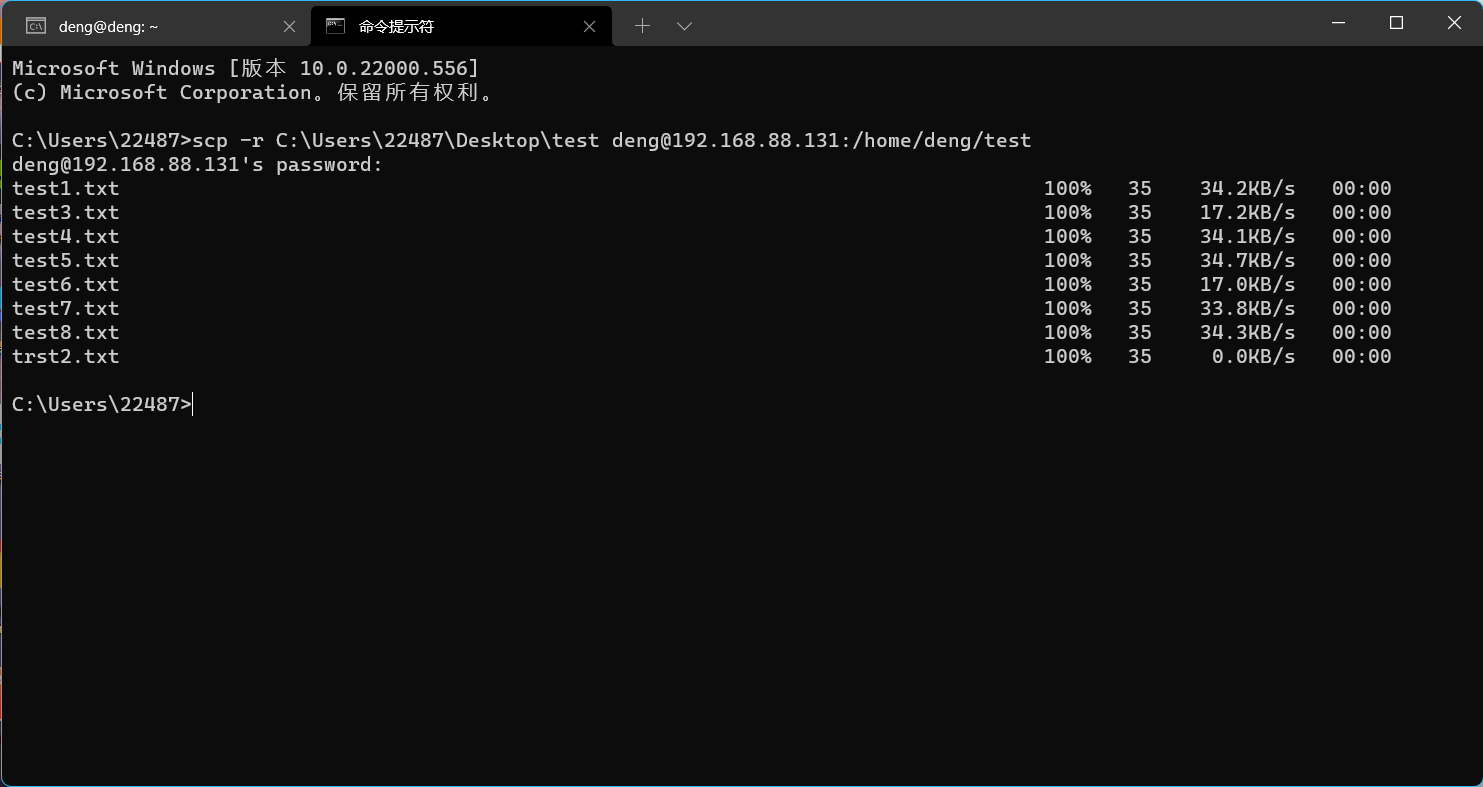 deng@deng: ~
命令提示符
Microsoft Windows [版本 10.0.22000.556]
(c) Microsoft Corporation。保留所有权利。
C:\Users\22487>scp -r C:\Users\22487\Desktop\test deng@192.168.88.131:/home/deng/test
deng@192.168.88.131's password:
test1.txt 100% 35 34.2KB/s 00:00
test3.txt 100% 35 17.2KB/s 00:00
test4.txt 100% 35 34.1KB/s 00:00
test5.txt 100% 35 34.7KB/s 00:00
test6.txt 100% 35 17.0KB/s 00:00
test7.txt 100% 35 33.8KB/s 00:00
test8.txt 100% 35 34.3KB/s 00:00
trst2.txt 100% 35 0.0KB/s 00:00
C:\Users\22487>